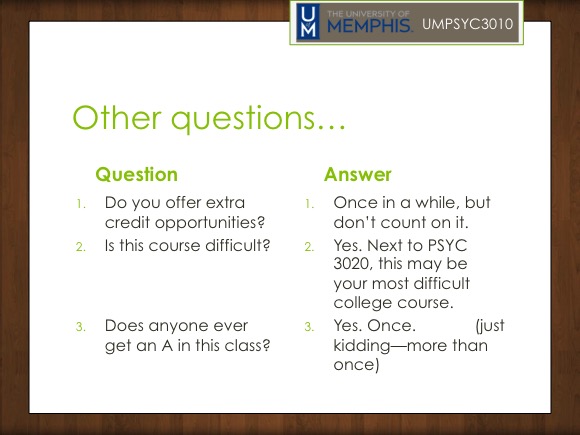 THE UNIVERSITY OF
UM MEMPHIS.
UMPSYC3010
Other questions…
Question
Answer
1. Do you offer extra
credit opportunities?
1. Once in a while, but
don’t count on it.
2. Is this course difficult?
2. Yes. Next to PSYC
3020, this may be
your most difficult
college course.
3. Does anyone ever
get an A in this class?
3. Yes. Once. (just
kidding—more than
once)